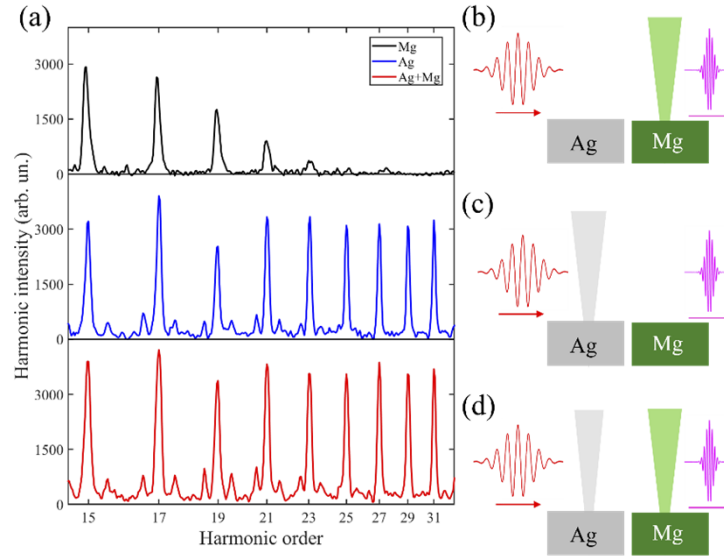 (a)
Mg
Ag
Ag+Mg
3000
1500
0
3000
1500
0
3000
1500
0
15 17 19 21 23 25 27 29 31
Harmonic order
Harmonic intensity (arb. un.)
(b)
Ag
Mg
(c)
Ag
Mg
(d)
Ag
Mg